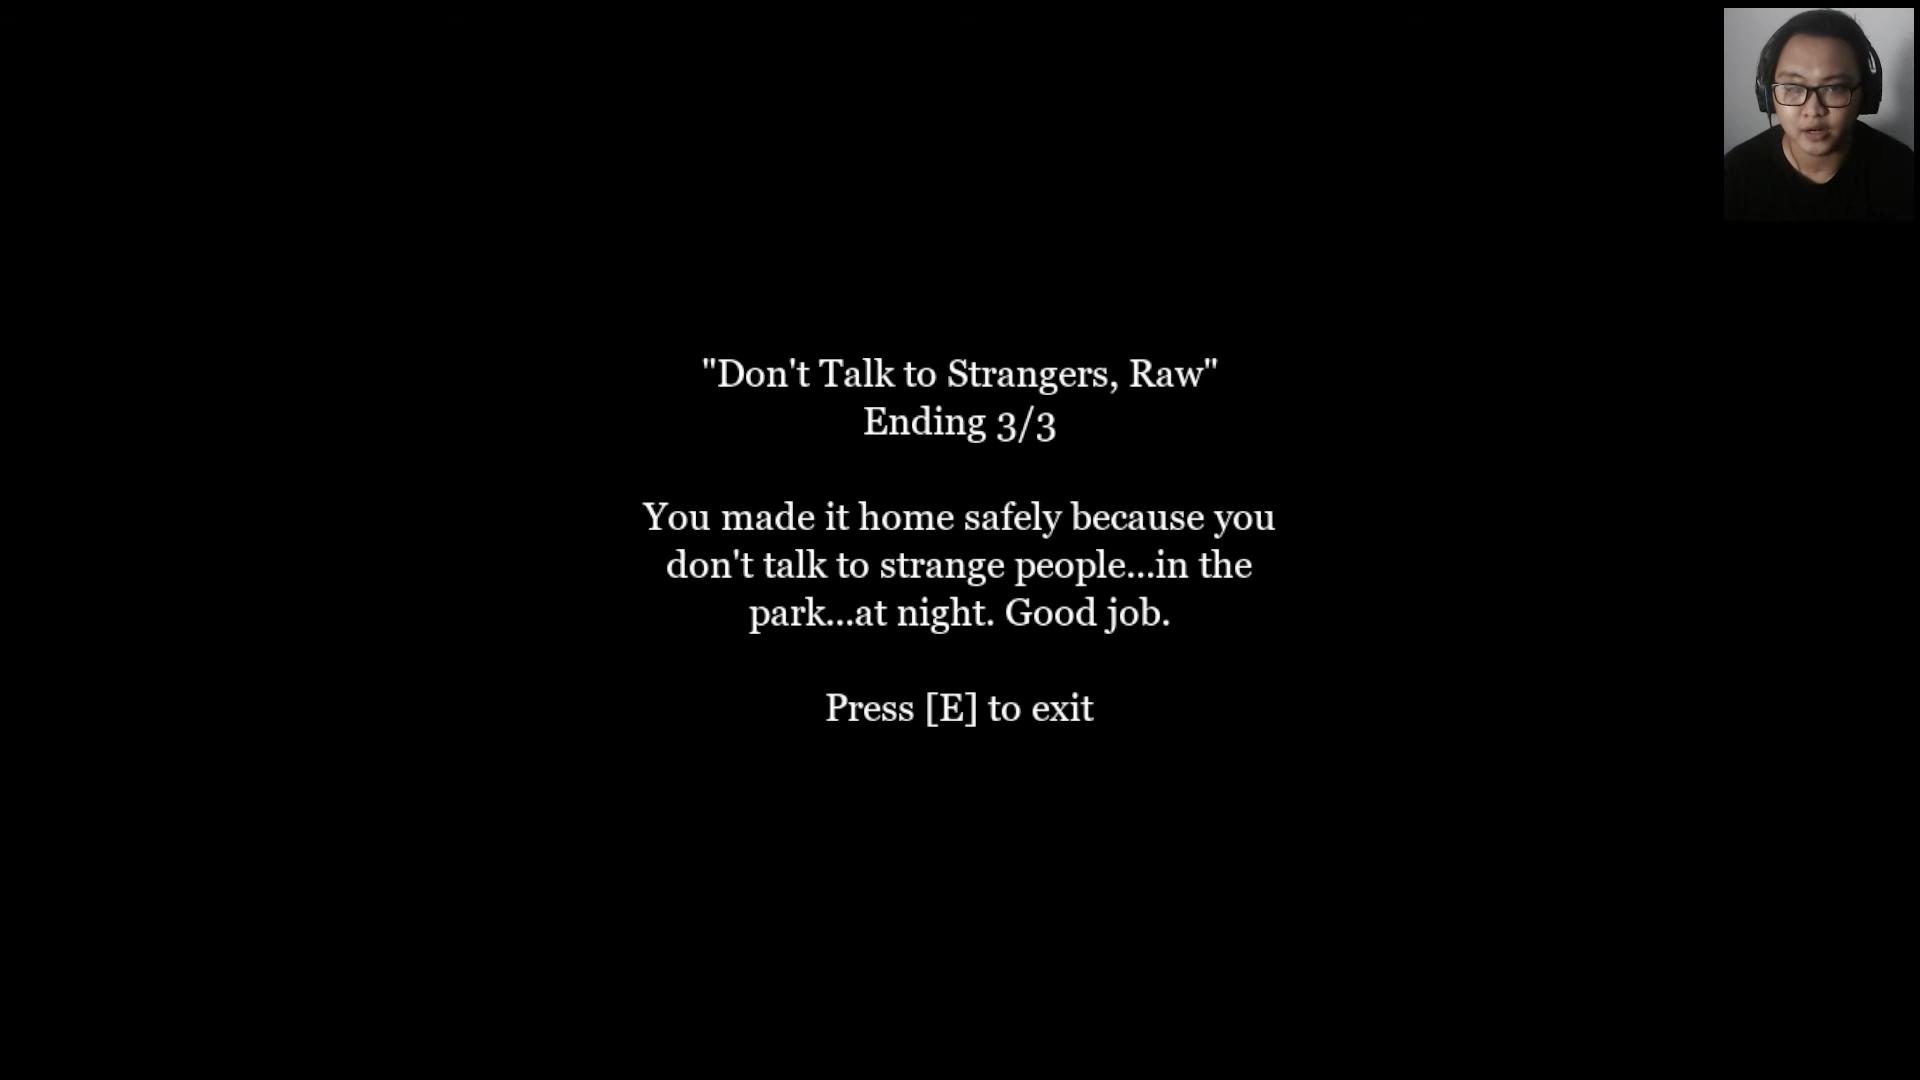 "Don't Talk to Strangers, Raw"
Ending 3/3
You made it home safely because you
don't talk to strange people...in the
park...at night. Good job.
Press [E] to exit